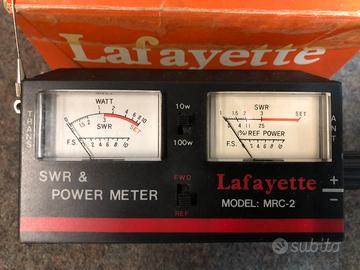 Lafayette
TRANS
WATT
SWR
SET
F.S.
10w
100w
SWR
SET
% REF POWER
F.S.
ANT
SWR &
POWER METER
FWD
REF
Lafayette
MODEL: MRC-2
+
−
subito